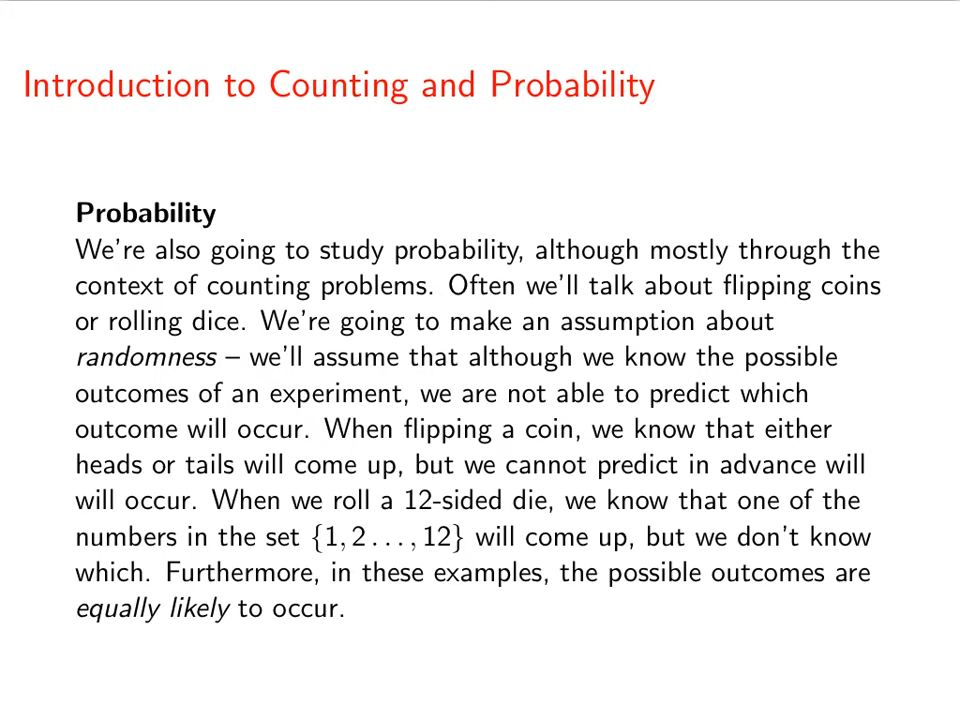 Introduction to Counting and Probability
Probability
We're also going to study probability, although mostly through the
context of counting problems. Often we'll talk about flipping coins
or rolling dice. We're going to make an assumption about
randomness – we'll assume that although we know the possible
outcomes of an experiment, we are not able to predict which
outcome will occur. When flipping a coin, we know that either
heads or tails will come up, but we cannot predict in advance will
will occur. When we roll a 12-sided die, we know that one of the
numbers in the set {1, 2 . . . , 12} will come up, but we don't know
which. Furthermore, in these examples, the possible outcomes are
equally likely to occur.